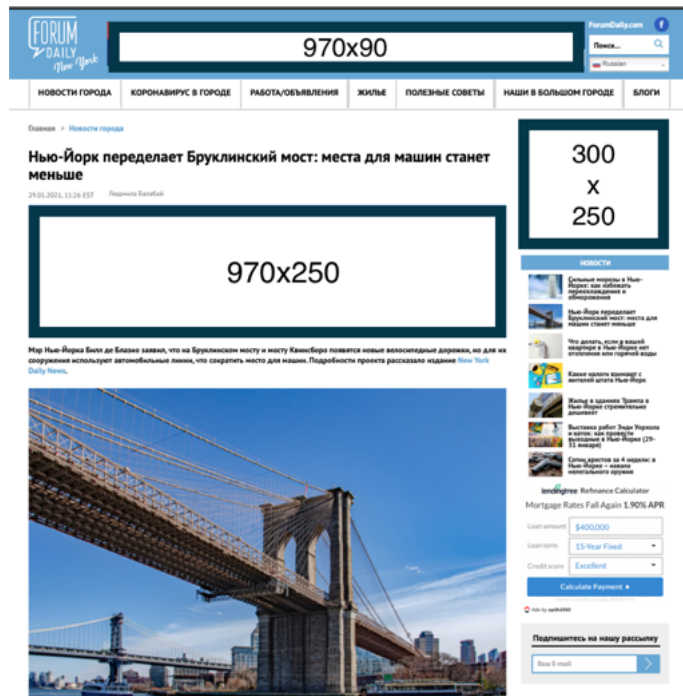 FORUM
DAILY
New York
970x90
ForumDaily.com
f
Поиск...
Russian
НОВОСТИ ГОРОДА
КОРОНАВИРУС В ГОРОДЕ
РАБОТА/ОБЪЯВЛЕНИЯ
ЖИЛЬЕ
ПОЛЕЗНЫЕ СОВЕТЫ
НАШИ В БОЛЬШОМ ГОРОДЕ
БЛОГИ
Главная > Новости города
Нью-Йорк переделает Бруклинский мост: места для машин станет
меньше
29.01.2021, 11:26 EST Людмила Балабай
970x250
Мэр Нью-Йорка Билл де Блазио заявил, что на Бруклинском мосту и мосту Квинсборо появятся новые велосипедные дорожки, но для их
сооружения используют автомобильные линии, что сократить место для машин. Подробности проекта рассказало издание New York
Daily News.
300
x
250
НОВОСТИ
Сильные морозы в Нью-
Йорке: как избежать
переохлаждения и
обморожения
Нью-Йорк переделает
Бруклинский мост: места для
машин станет меньше
Что делать, если в вашей
квартире в Нью-Йорке нет
отопления или горячей воды
Какие налоги взимают с
жителей штата Нью-Йорк
Жилье в зданиях Трампа в
Нью-Йорке стремительно
дешевеет
Выставка работ Энди Уорхола
и каток: как провести
выходные в Нью-Йорке (29-
31 января)
Сотни арестов за 4 недели: в
Нью-Йорке – навала
нелегального оружия
lendingtree Refinance Calculator
Mortgage Rates Fall Again 1.90% APR
Loan amount $400,000
Loan term 15-Year Fixed
Credit score Excellent
Calculate Payment
Ads by optAd360
Подпишитесь на нашу рассылку
Ваш E-mail